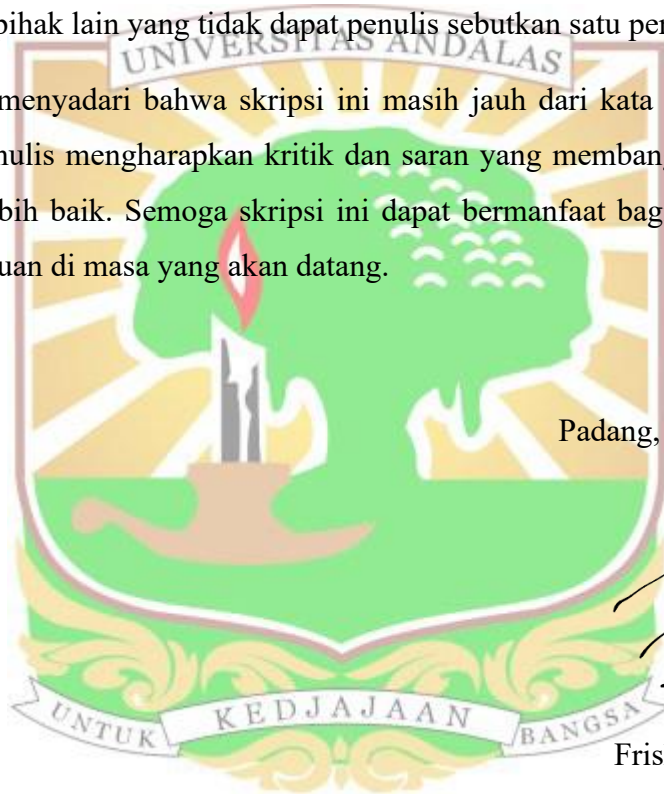 pihak lain yang tidak dapat penulis sebutkan satu per
UNIVERSITAS ANDALAS
menyadari bahwa skripsi ini masih jauh dari kata
nulis mengharapkan kritik dan saran yang membang
bih baik. Semoga skripsi ini dapat bermanfaat bag
uan di masa yang akan datang.
Padang,
UNTUK KEDJAJAAN BANGSA
Fris